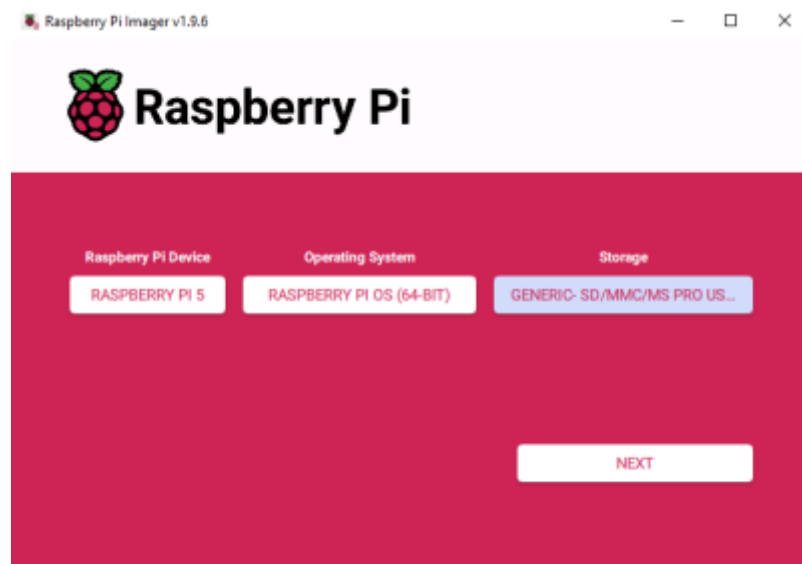 Raspberry Pi Imager v1.9.6
Raspberry Pi
Raspberry Pi Device
Operating System
Storage
RASPBERRY PI 5
RASPBERRY PI OS (64-BIT)
GENERIC- SD/MMC/MS PRO US...
NEXT